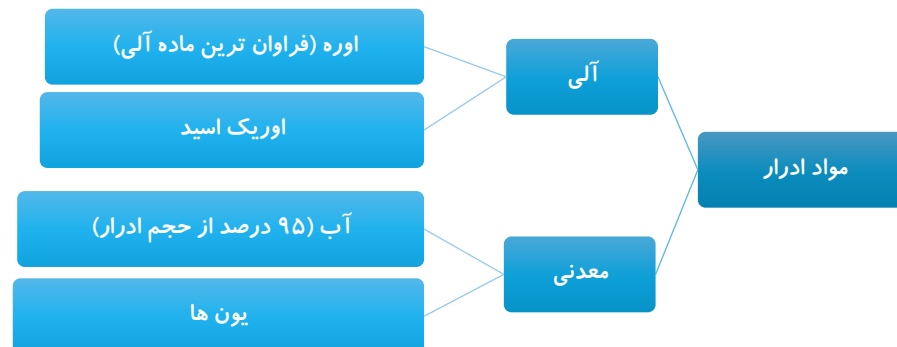 مواد ادرار
آلی
اوره (فراوان ترین ماده آلی)
اوریک اسید
معدنی
آب (۹۵ درصد از حجم ادرار)
یون ها